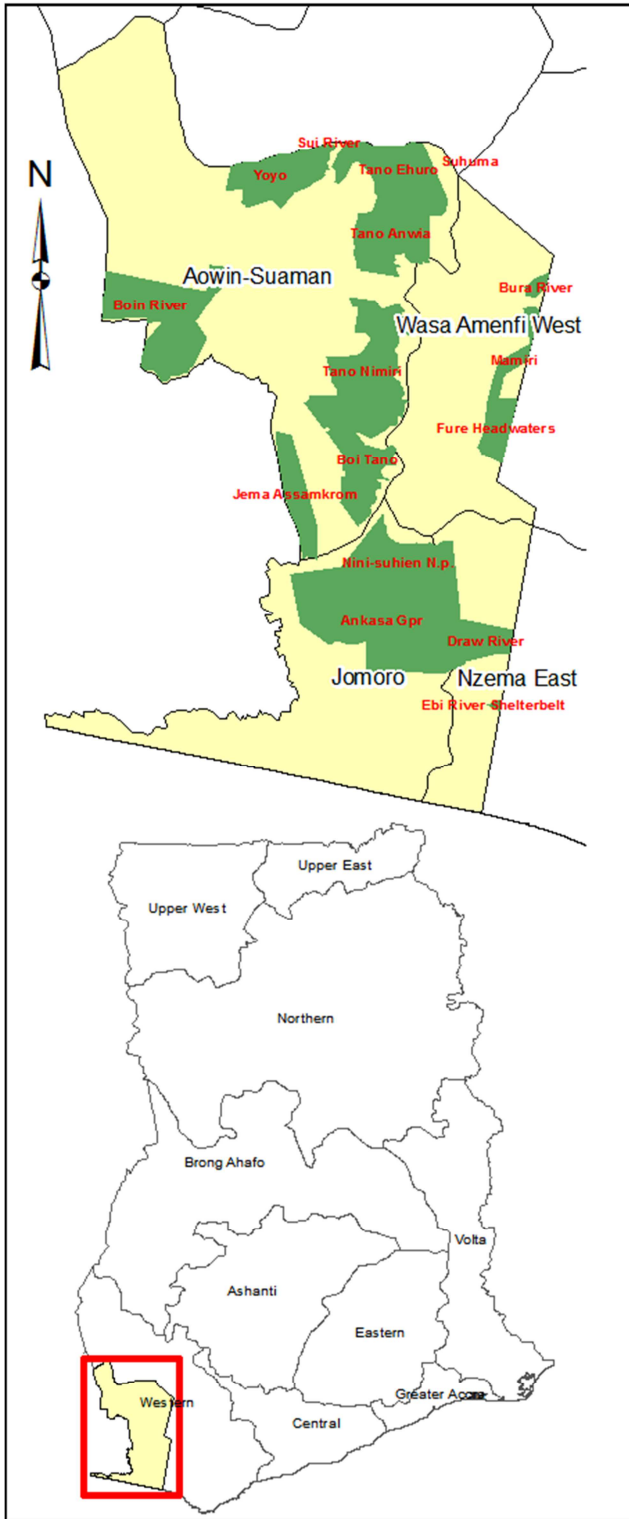 N
Sui River
Yoyo
Tano Ehuro
Suhuma
Tano Anwia
Aowin-Suaman
Bura River
Boin River
Wasa Amenfi West
Mamiri
Tano Nimiri
Fure Headwaters
Boi Tano
Jema Assamkrom
Nini-suhien N.p.
Ankasa Gpr
Draw River
Jomoro
Nzema East
Ebi River Shelterbelt
Upper East
Upper West
Northern
Brong Ahafo
Volta
Ashanti
Eastern
Greater Accra
Western
Central